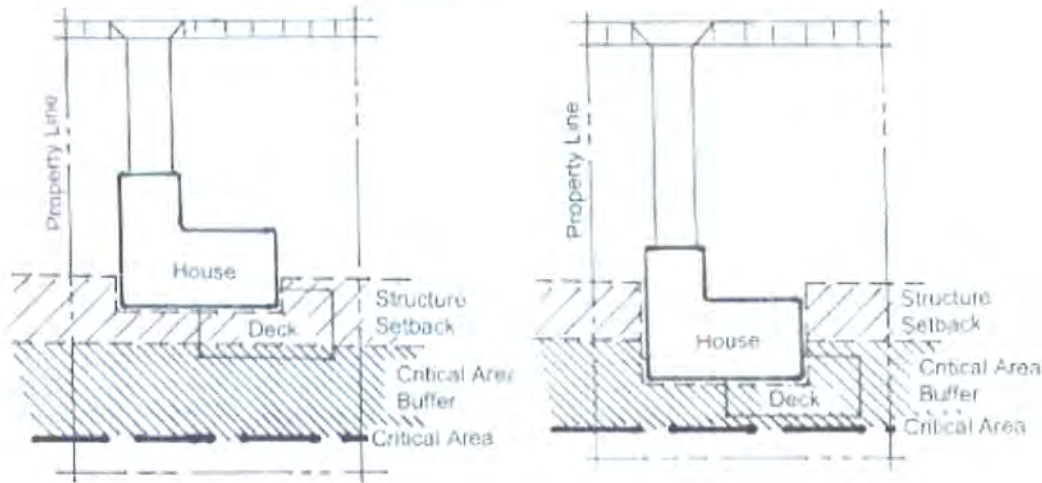 Property Line
House
Structure
Setback
Deck
Critical Area
Buffer
Critical Area
Property Line
House
Structure
Setback
Deck
Critical Area
Buffer
Critical Area